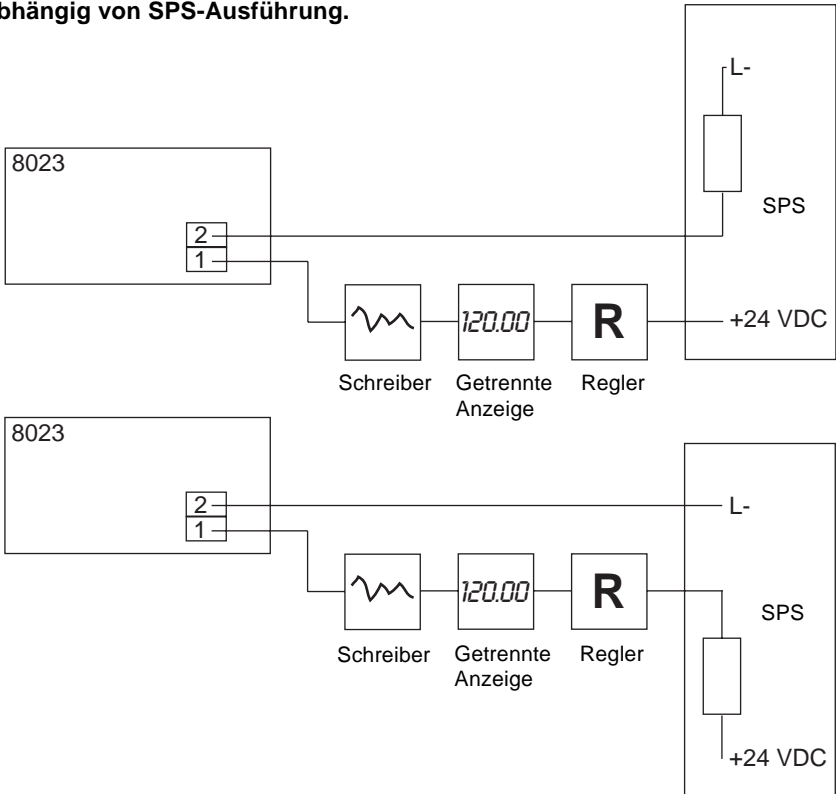 bhängig von SPS-Ausführung.
L-
8023
SPS
2
1
120.00
R
+24 VDC
Schreiber
Getrennte
Anzeige
Regler
8023
2
L-
1
120.00
R
SPS
Schreiber
Getrennte
Anzeige
Regler
+24 VDC